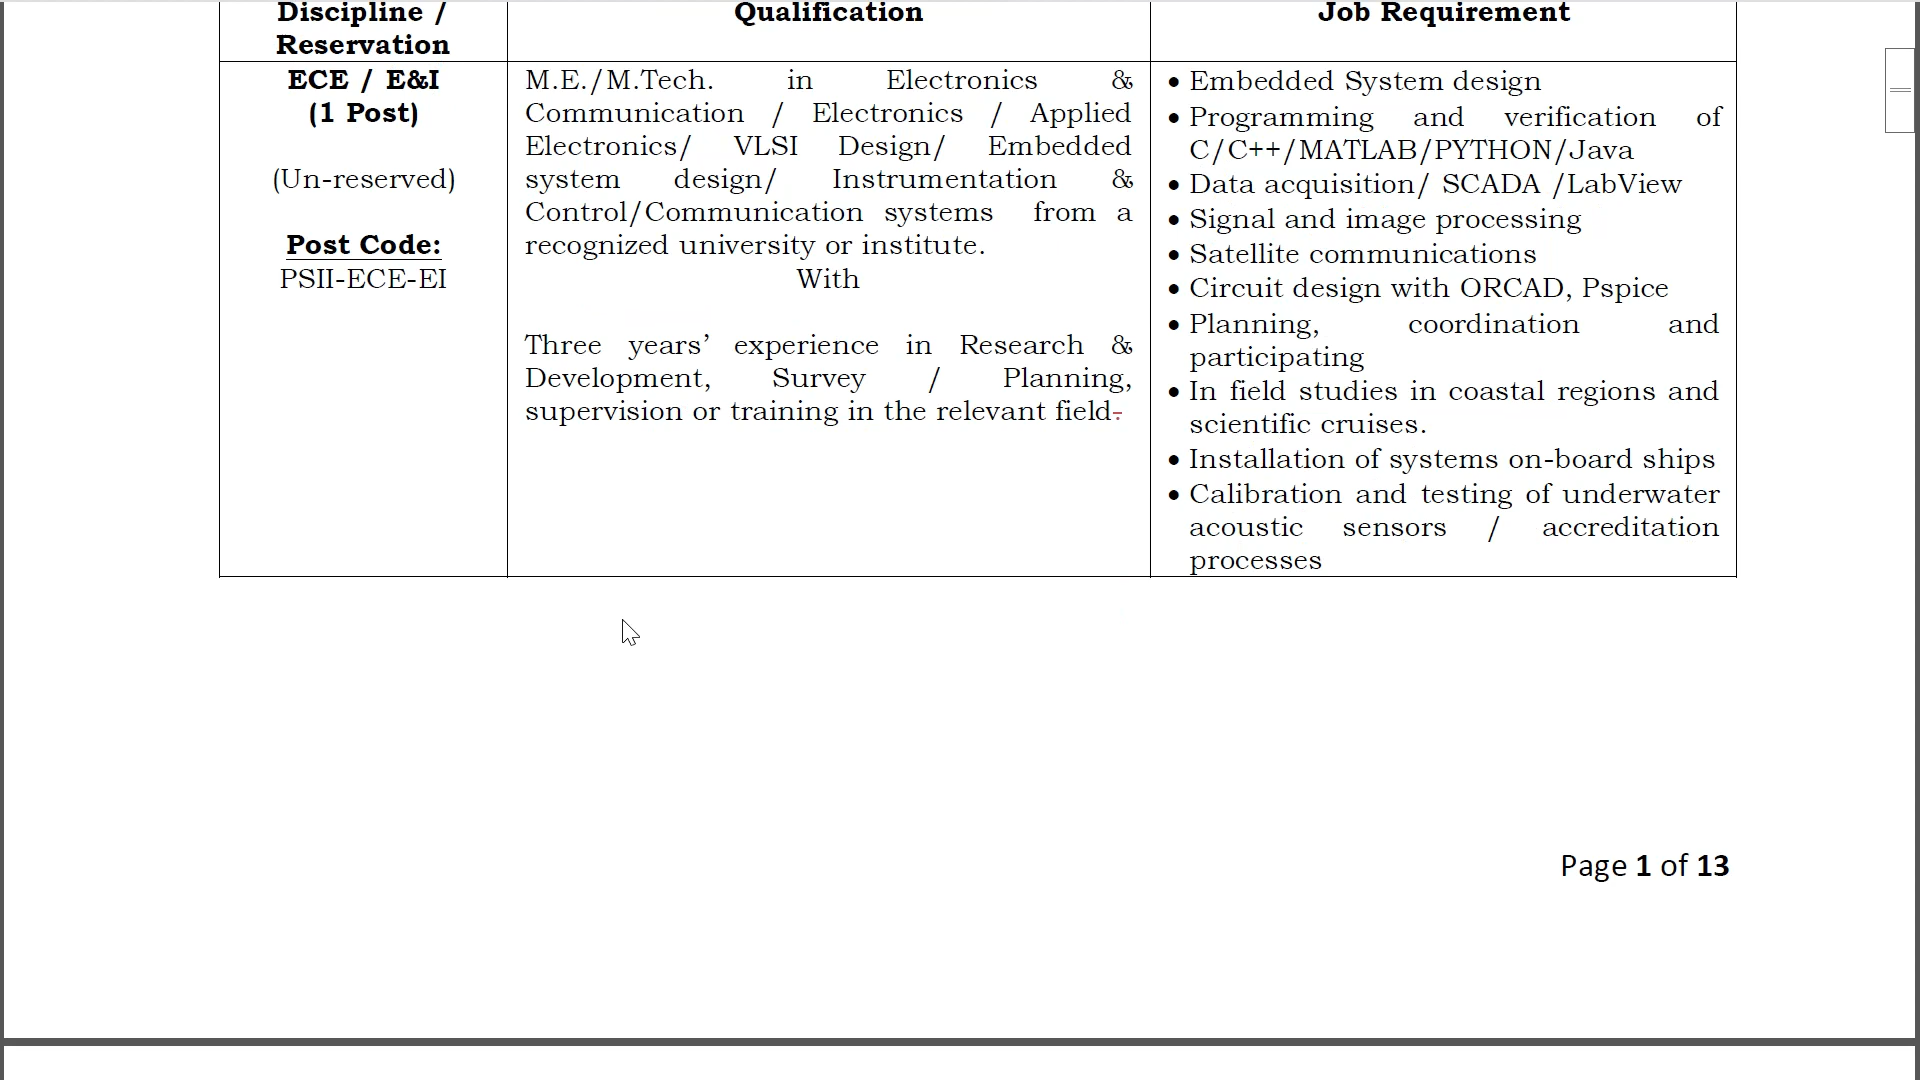 Discipline /
Reservation
Qualification
Job Requirement
ECE / E&I
(1 Post)
(Un-reserved)
Post Code:
PSII-ECE-EI
M.E./M.Tech. in Electronics &
Communication / Electronics / Applied
Electronics/ VLSI Design/ Embedded
system design/ Instrumentation &
Control/Communication systems from a
recognized university or institute.
With
Three years’ experience in Research &
Development, Survey / Planning,
supervision or training in the relevant field.
• Embedded System design
• Programming and verification of
C/C++/MATLAB/PYTHON/Java
• Data acquisition/ SCADA /LabView
• Signal and image processing
• Satellite communications
• Circuit design with ORCAD, Pspice
• Planning, coordination and
participating
• In field studies in coastal regions and
scientific cruises.
• Installation of systems on-board ships
• Calibration and testing of underwater
acoustic sensors / accreditation
processes
Page 1 of 13